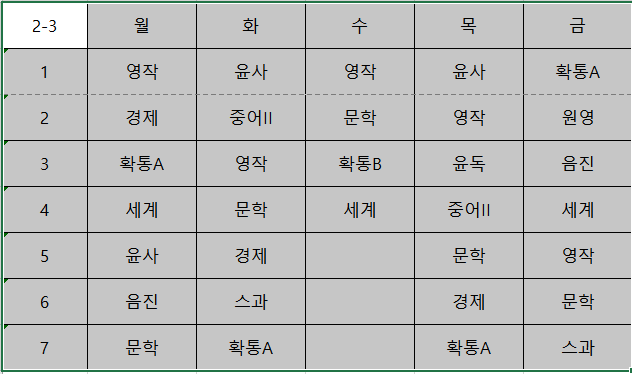 2-3 월 화 수 목 금
1 영작 윤사 영작 윤사 확통A
2 경제 중어II 문학 영작 원영
3 확통A 영작 확통B 윤독 음진
4 세계 문학 세계 중어II 세계
5 윤사 경제 문학 영작
6 음진 스과 경제 문학
7 문학 확통A 확통A 스과